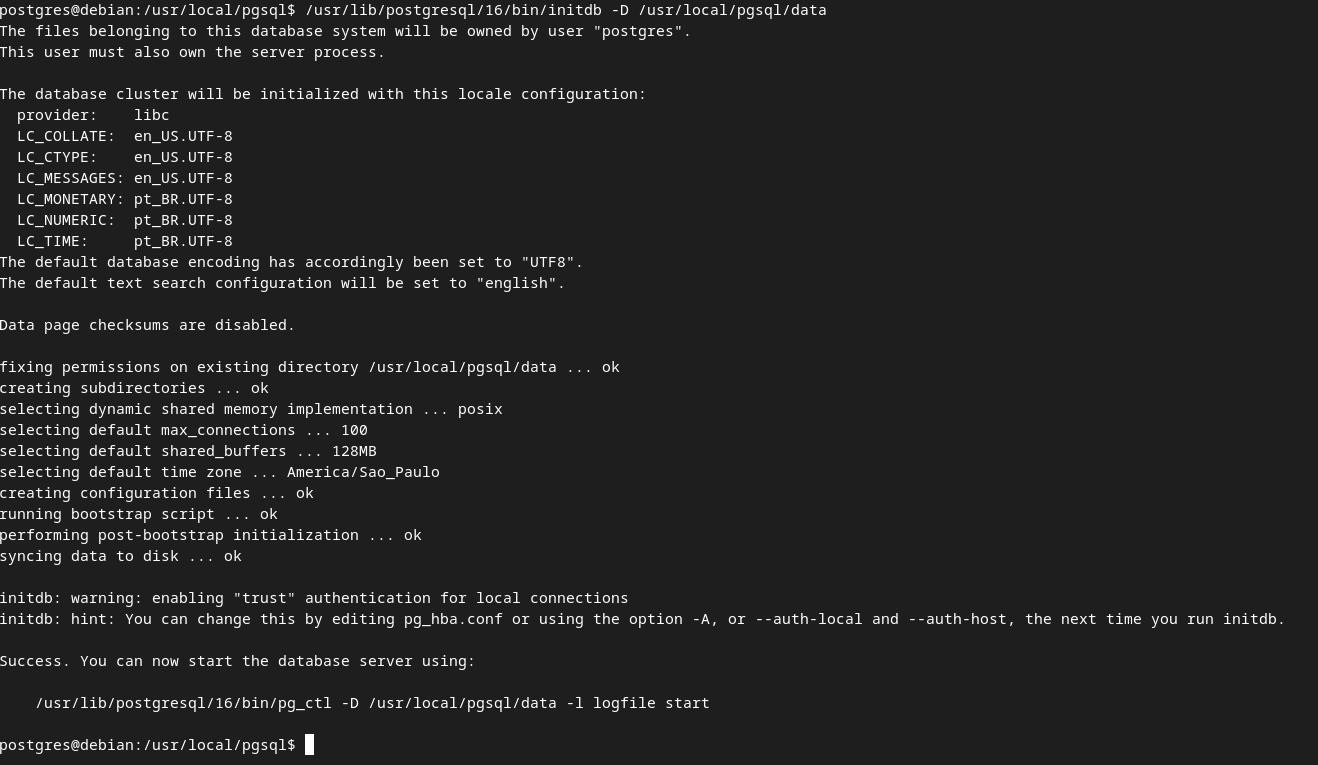 postgres@debian:/usr/local/pgsql$ /usr/lib/postgresql/16/bin/initdb -D /usr/local/pgsql/data
The files belonging to this database system will be owned by user "postgres".
This user must also own the server process.

The database cluster will be initialized with this locale configuration:
  provider:    libc
  LC_COLLATE:  en_US.UTF-8
  LC_CTYPE:    en_US.UTF-8
  LC_MESSAGES: en_US.UTF-8
  LC_MONETARY: pt_BR.UTF-8
  LC_NUMERIC:  pt_BR.UTF-8
  LC_TIME:     pt_BR.UTF-8
The default database encoding has accordingly been set to "UTF8".
The default text search configuration will be set to "english".

Data page checksums are disabled.

fixing permissions on existing directory /usr/local/pgsql/data ... ok
creating subdirectories ... ok
selecting dynamic shared memory implementation ... posix
selecting default max_connections ... 100
selecting default shared_buffers ... 128MB
selecting default time zone ... America/Sao_Paulo
creating configuration files ... ok
running bootstrap script ... ok
performing post-bootstrap initialization ... ok
syncing data to disk ... ok

initdb: warning: enabling "trust" authentication for local connections
initdb: hint: You can change this by editing pg_hba.conf or using the option -A, or --auth-local and --auth-host, the next time you run initdb.

Success. You can now start the database server using:

    /usr/lib/postgresql/16/bin/pg_ctl -D /usr/local/pgsql/data -l logfile start

postgres@debian:/usr/local/pgsql$